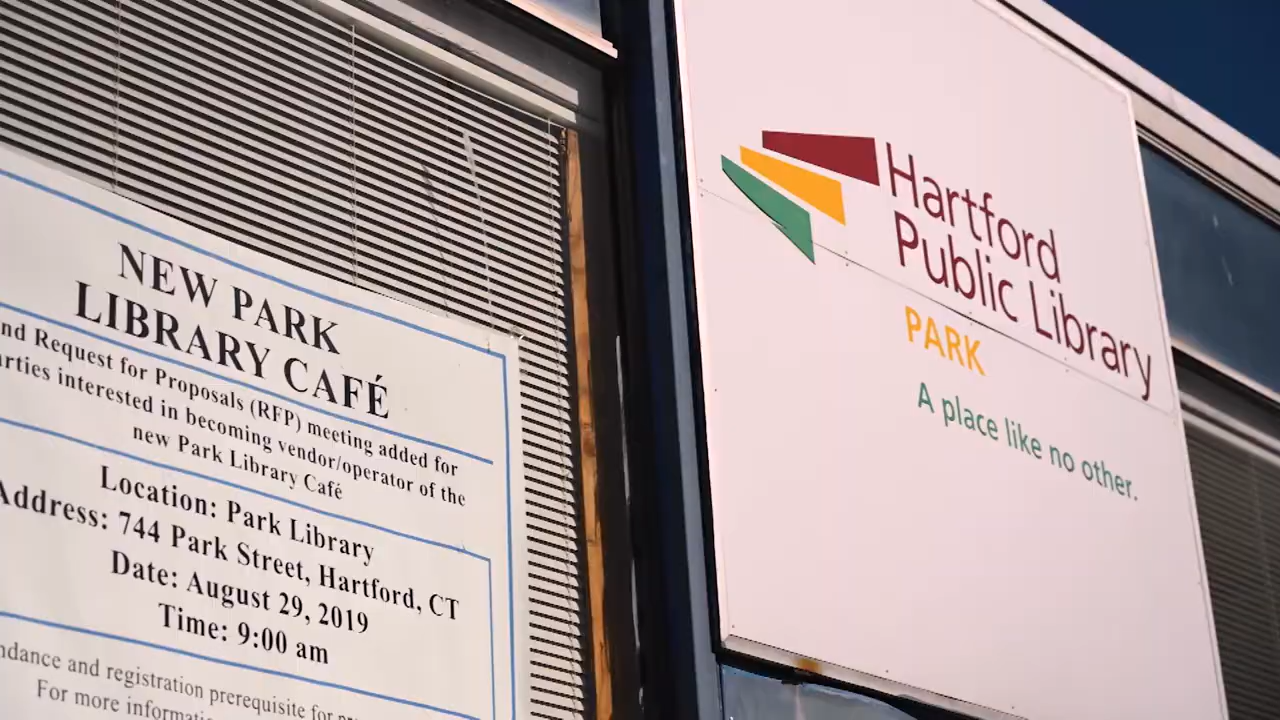 NEW PARK
LIBRARY CAFÉ
nd Request for Proposals (RFP) meeting added for
arties interested in becoming vendor/operator of the
new Park Library Café
Location: Park Library
Address: 744 Park Street, Hartford, CT
Date: August 29, 2019
Time: 9:00 am
ndance and registration prerequisite for
For more informati
Hartford
Public Library
PARK
A place like no other.